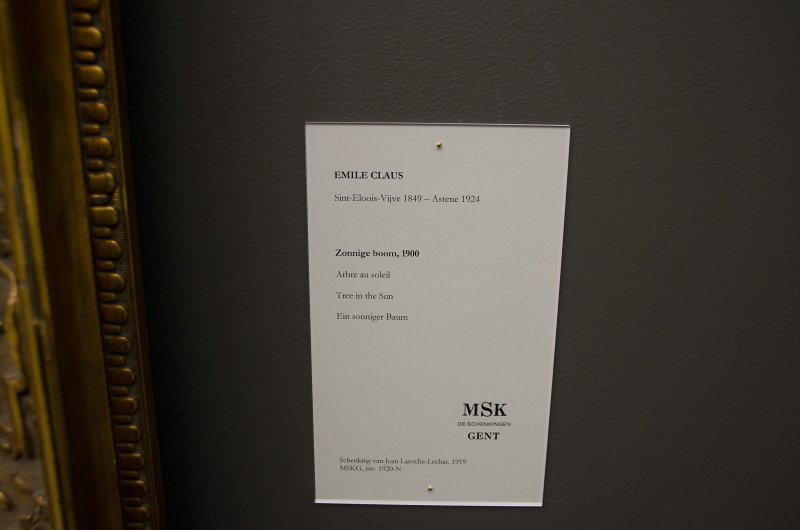 EMILE CLAUS
Sint-Eloois-Vijve 1849 – Astene 1924
Zonnige boom, 1900
Arbre au soleil
Tree in the Sun
Ein sonniger Baum
MSK
DE SCHENKINGEN
GENT
Schenking van Jean Laroche-Lechat, 1919
MSKG, inv. 1920-N